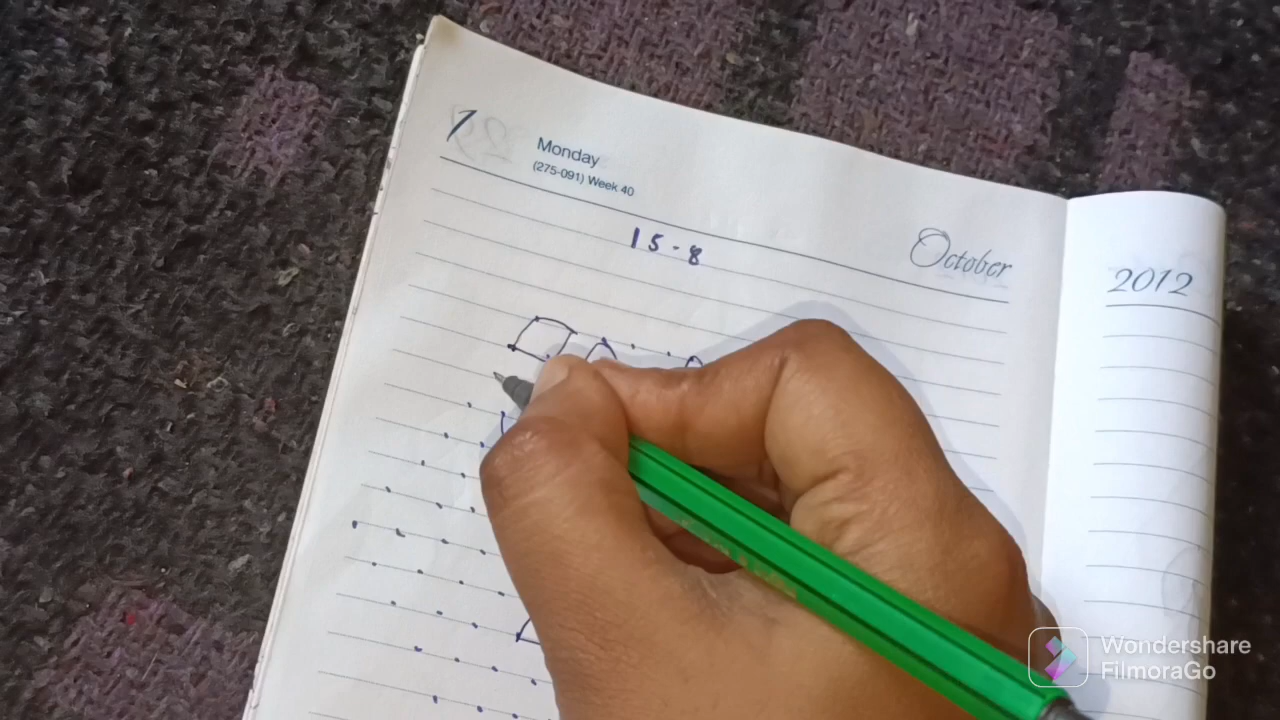 1
Monday
(275-091) Week 40
October
2012
15-8
Wondershare
FilmoraGo